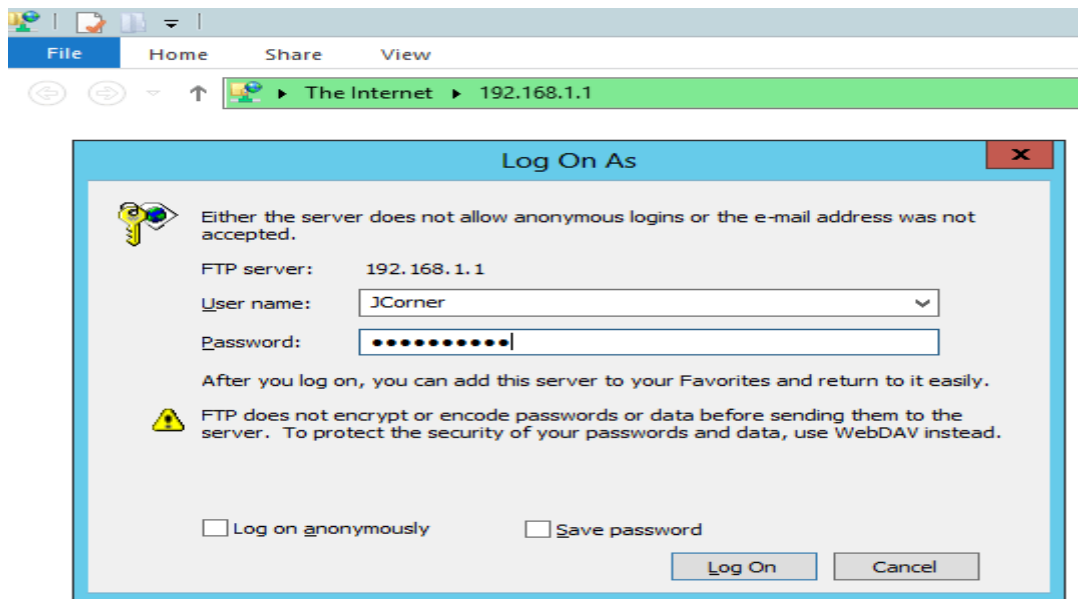 File Home Share View
The Internet 192.168.1.1
Log On As
Either the server does not allow anonymous logins or the e-mail address was not
accepted.
FTP server: 192.168.1.1
User name: JCorner
Password: ●●●●●●●●●●
After you log on, you can add this server to your Favorites and return to it easily.
FTP does not encrypt or encode passwords or data before sending them to the
server. To protect the security of your passwords and data, use WebDAV instead.
Log on anonymously Save password
Log On Cancel